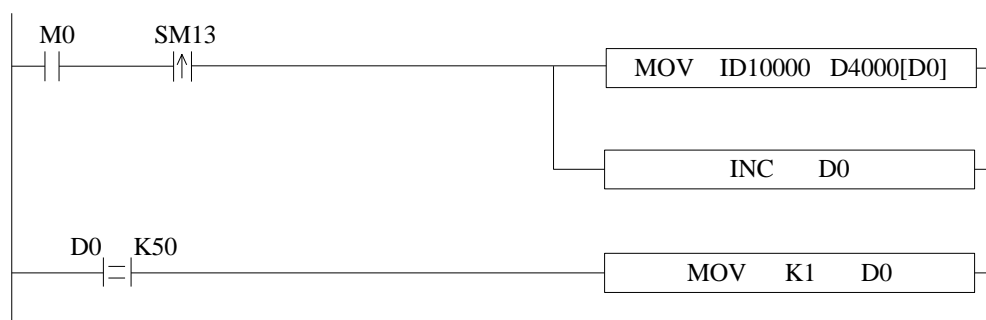 M0 SM13
MOV ID10000 D4000[D0]
INC D0
D0 K50
MOV K1 D0